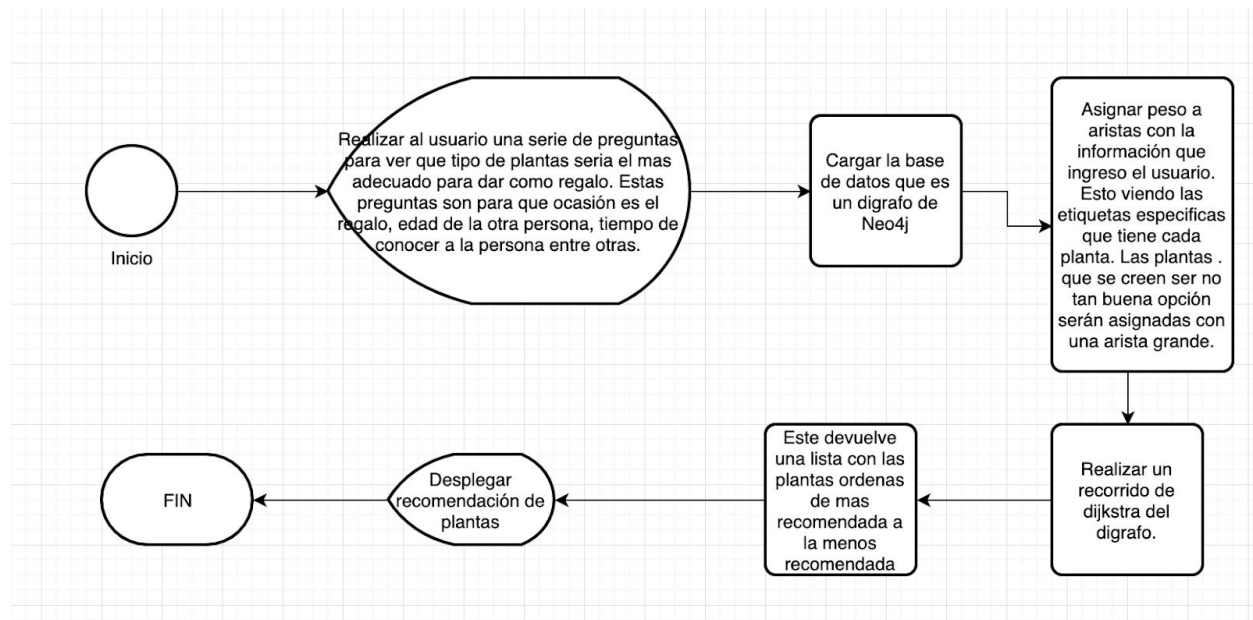 Inicio
Realizar al usuario una serie de preguntas
para ver que tipo de plantas seria el mas
adecuado para dar como regalo. Estas
preguntas son para que ocasión es el
regalo, edad de la otra persona, tiempo de
conocer a la persona entre otras.
Cargar la base
de datos que es
un digrafo de
Neo4j
Asignar peso a
aristas con la
información que
ingreso el usuario.
Esto viendo las
etiquetas especificas
que tiene cada
planta. Las plantas .
que se creen ser no
tan buena opción
serán asignadas con
una arista grande.
Realizar un
recorrido de
dijkstra del
digrafo.
Este devuelve
una lista con las
plantas ordenas
de mas
recomendada a
la menos
recomendada
Desplegar
recomendación de
plantas
FIN